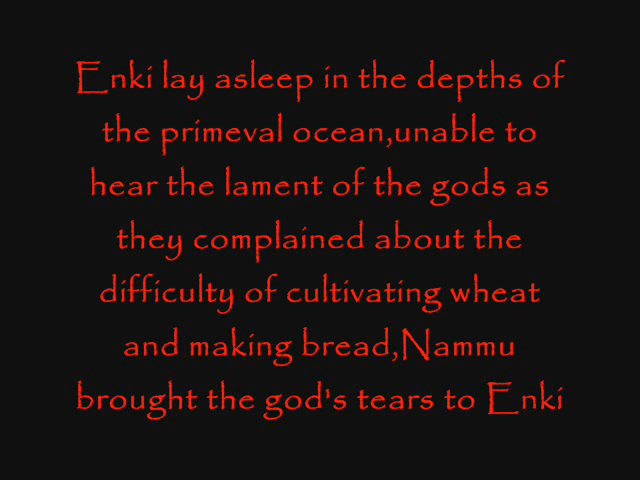 Enki lay asleep in the depths of
the primeval ocean,unable to
hear the lament of the gods as
they complained about the
difficulty of cultivating wheat
and making bread,Nammu
brought the god's tears to Enki